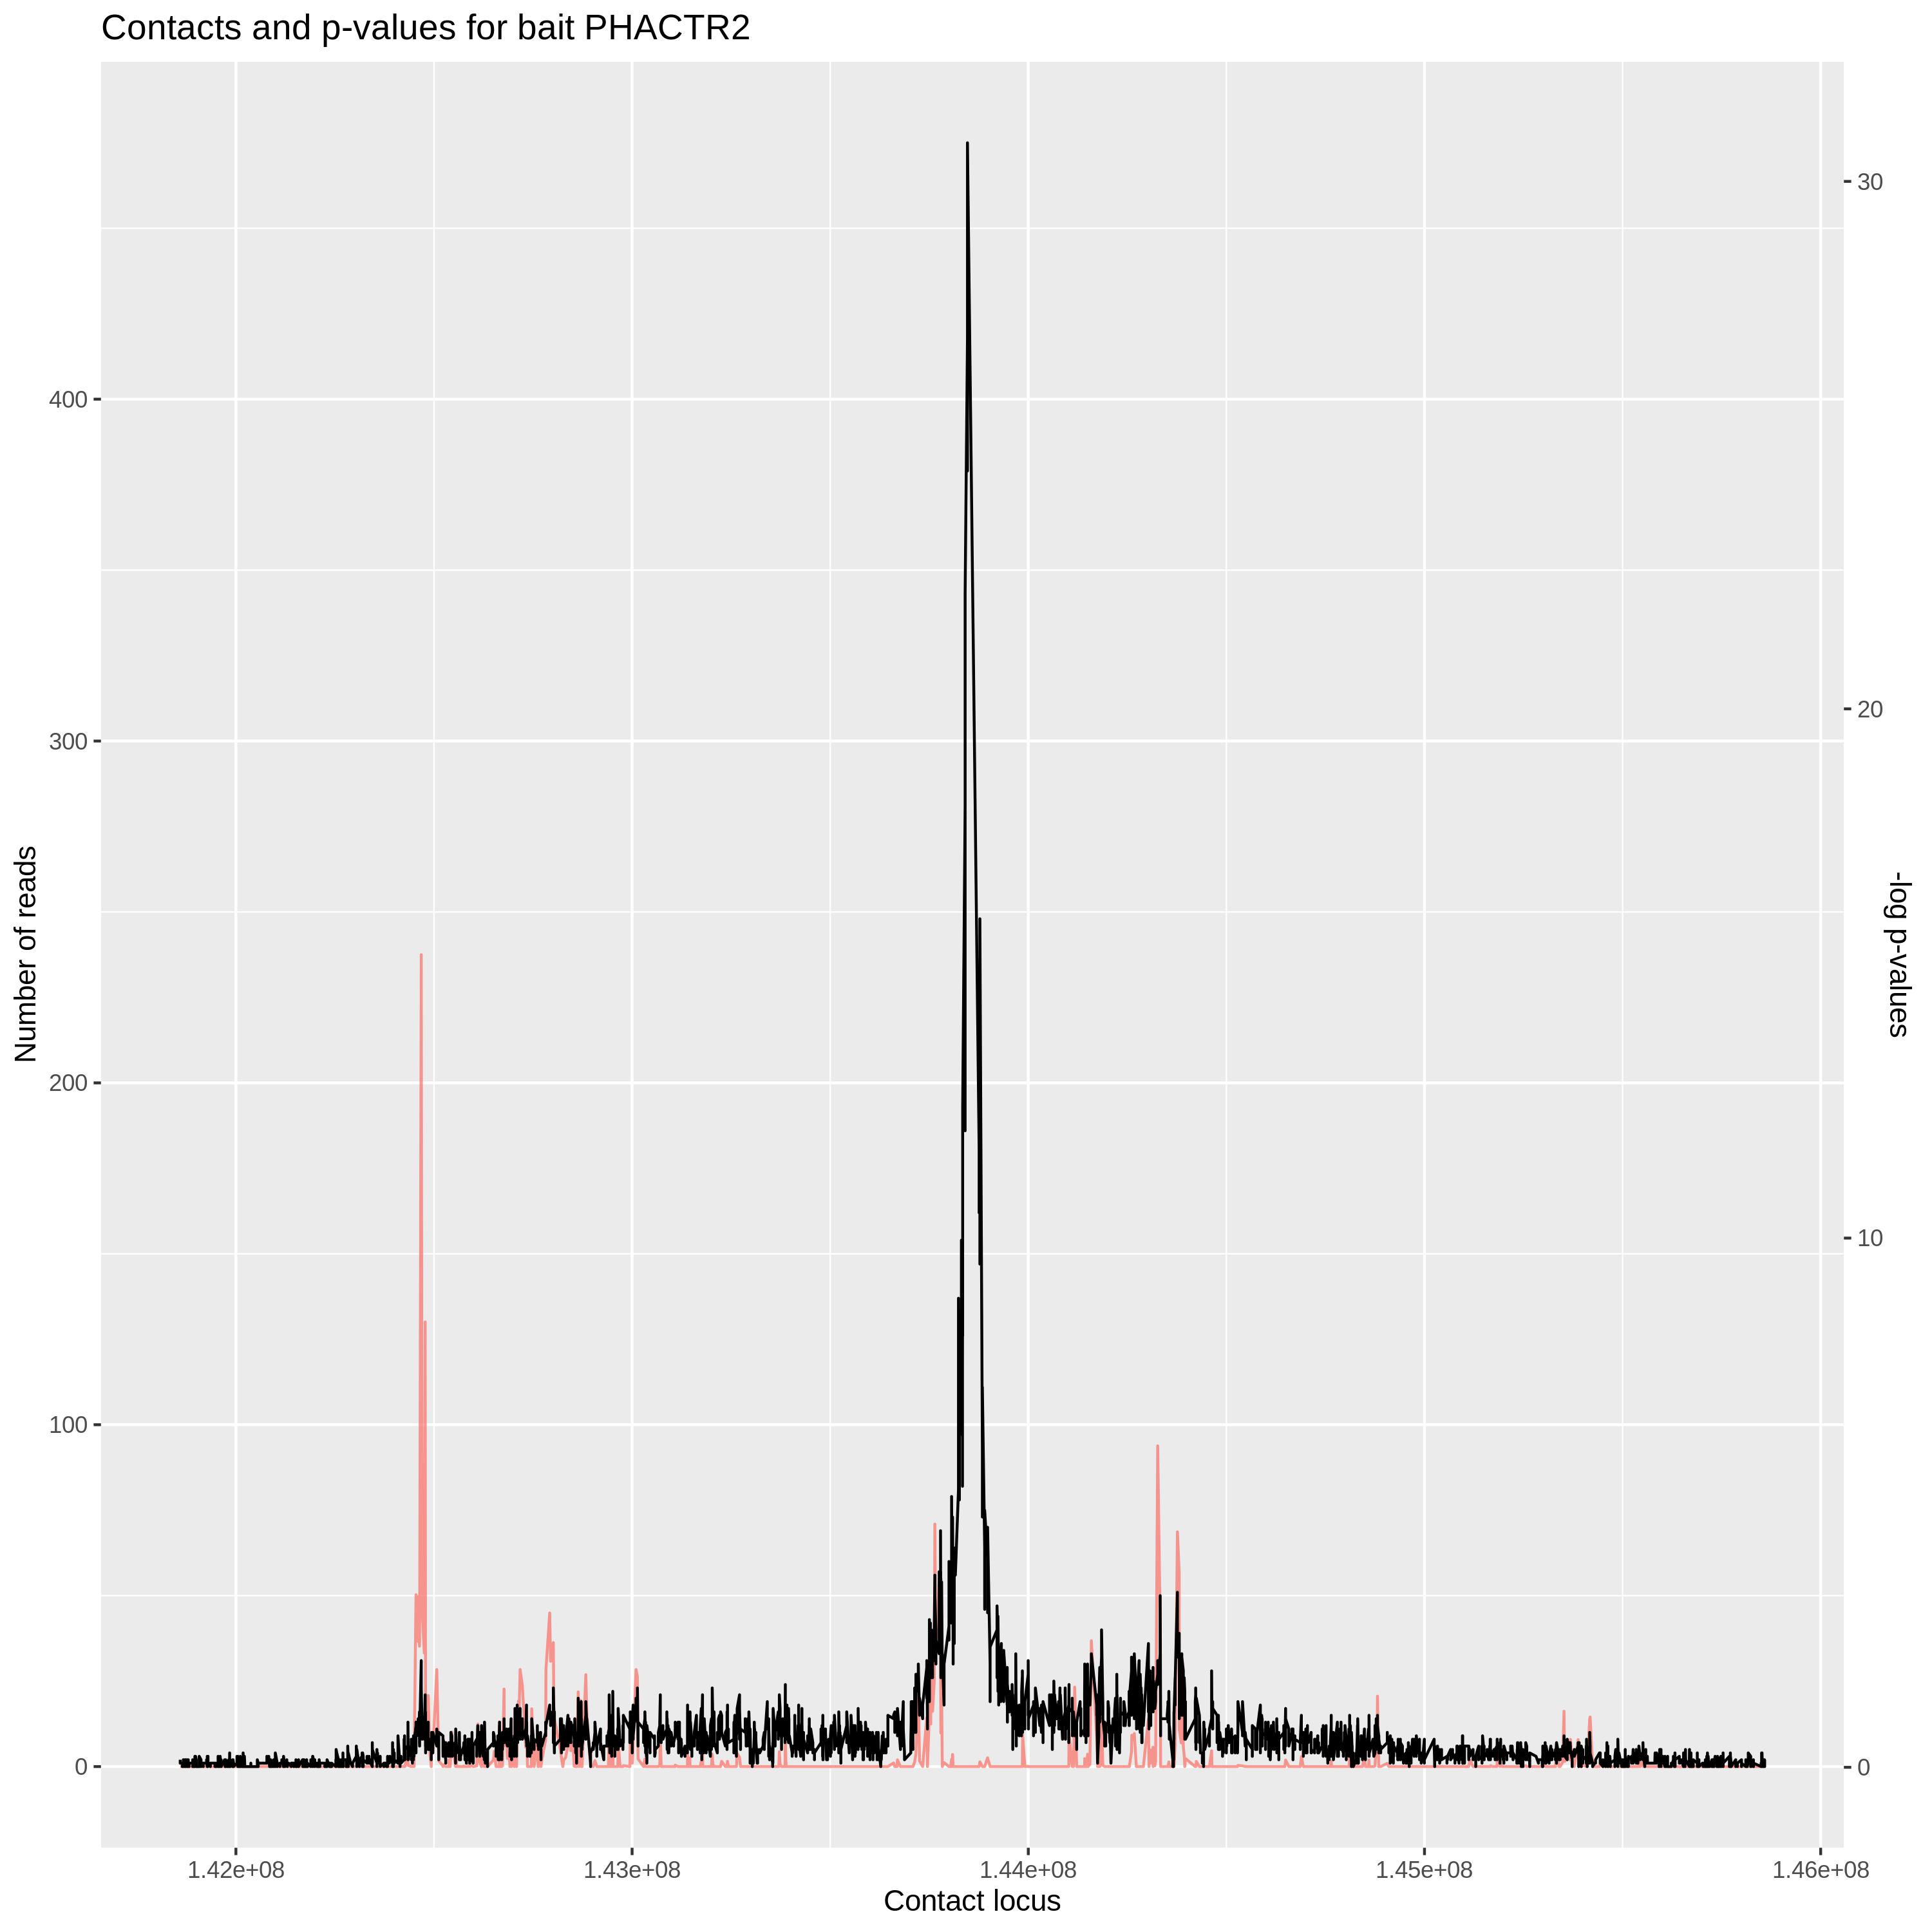 Contacts and p-values for bait PHACTR2
Number of reads
400
300
200
100
0
30
20
10
0
-log p-values
1.42e+08
1.43e+08
1.44e+08
1.45e+08
1.46e+08
Contact locus